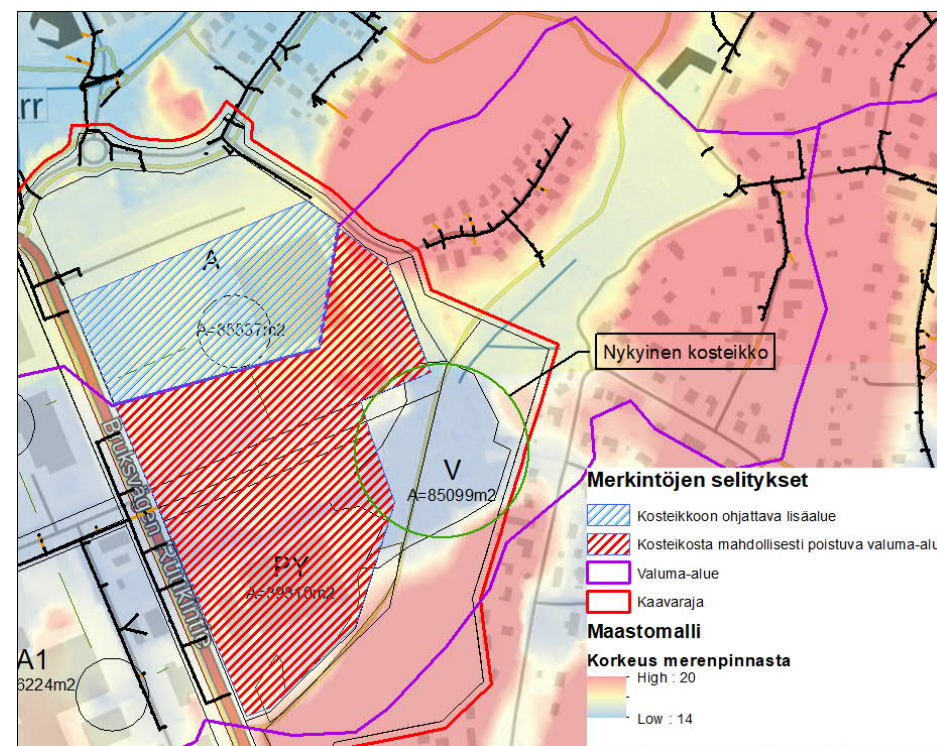 rr
A
A=85537m2
Nykyinen kosteikko
V
A=85099m2
Bruksvägen Ruukintie
PY
A=39310m2
A1
6224m2
Merkintöjen selitykset
Kosteikkoon ohjattava lisäalue
Kosteikosta mahdollisesti poistuva valuma-alu
Valuma-alue
Kaavaraja
Maastomalli
Korkeus merenpinnasta
High : 20
Low : 14